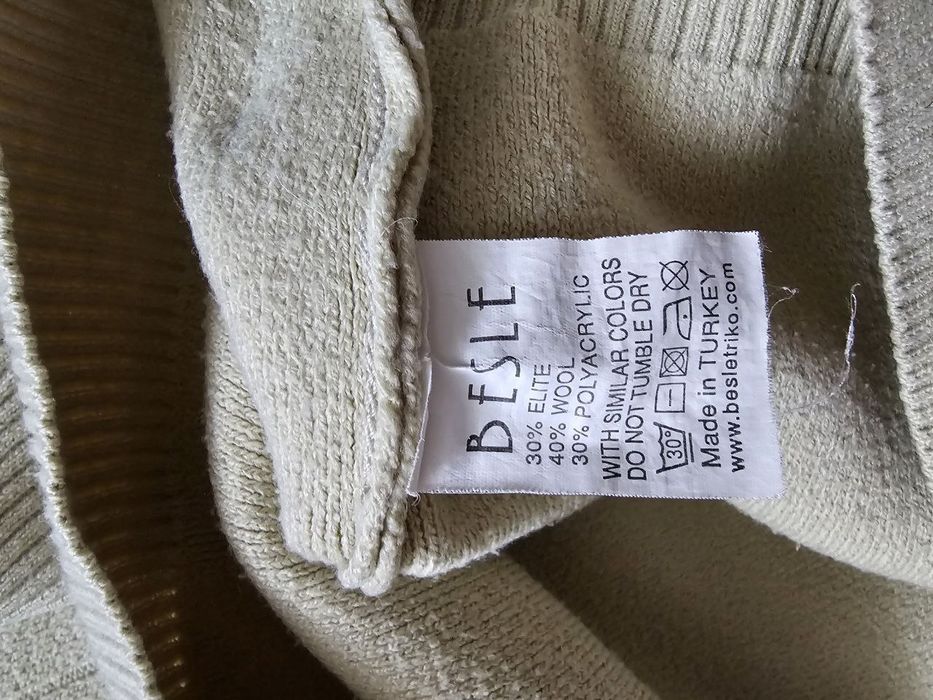 BESLE
30% ELITE
40% WOOL
30% POLYACRYLIC
WITH SIMILAR COLORS
DO NOT TUMBLE DRY
30°
Made in TURKEY
www.besletriko.com